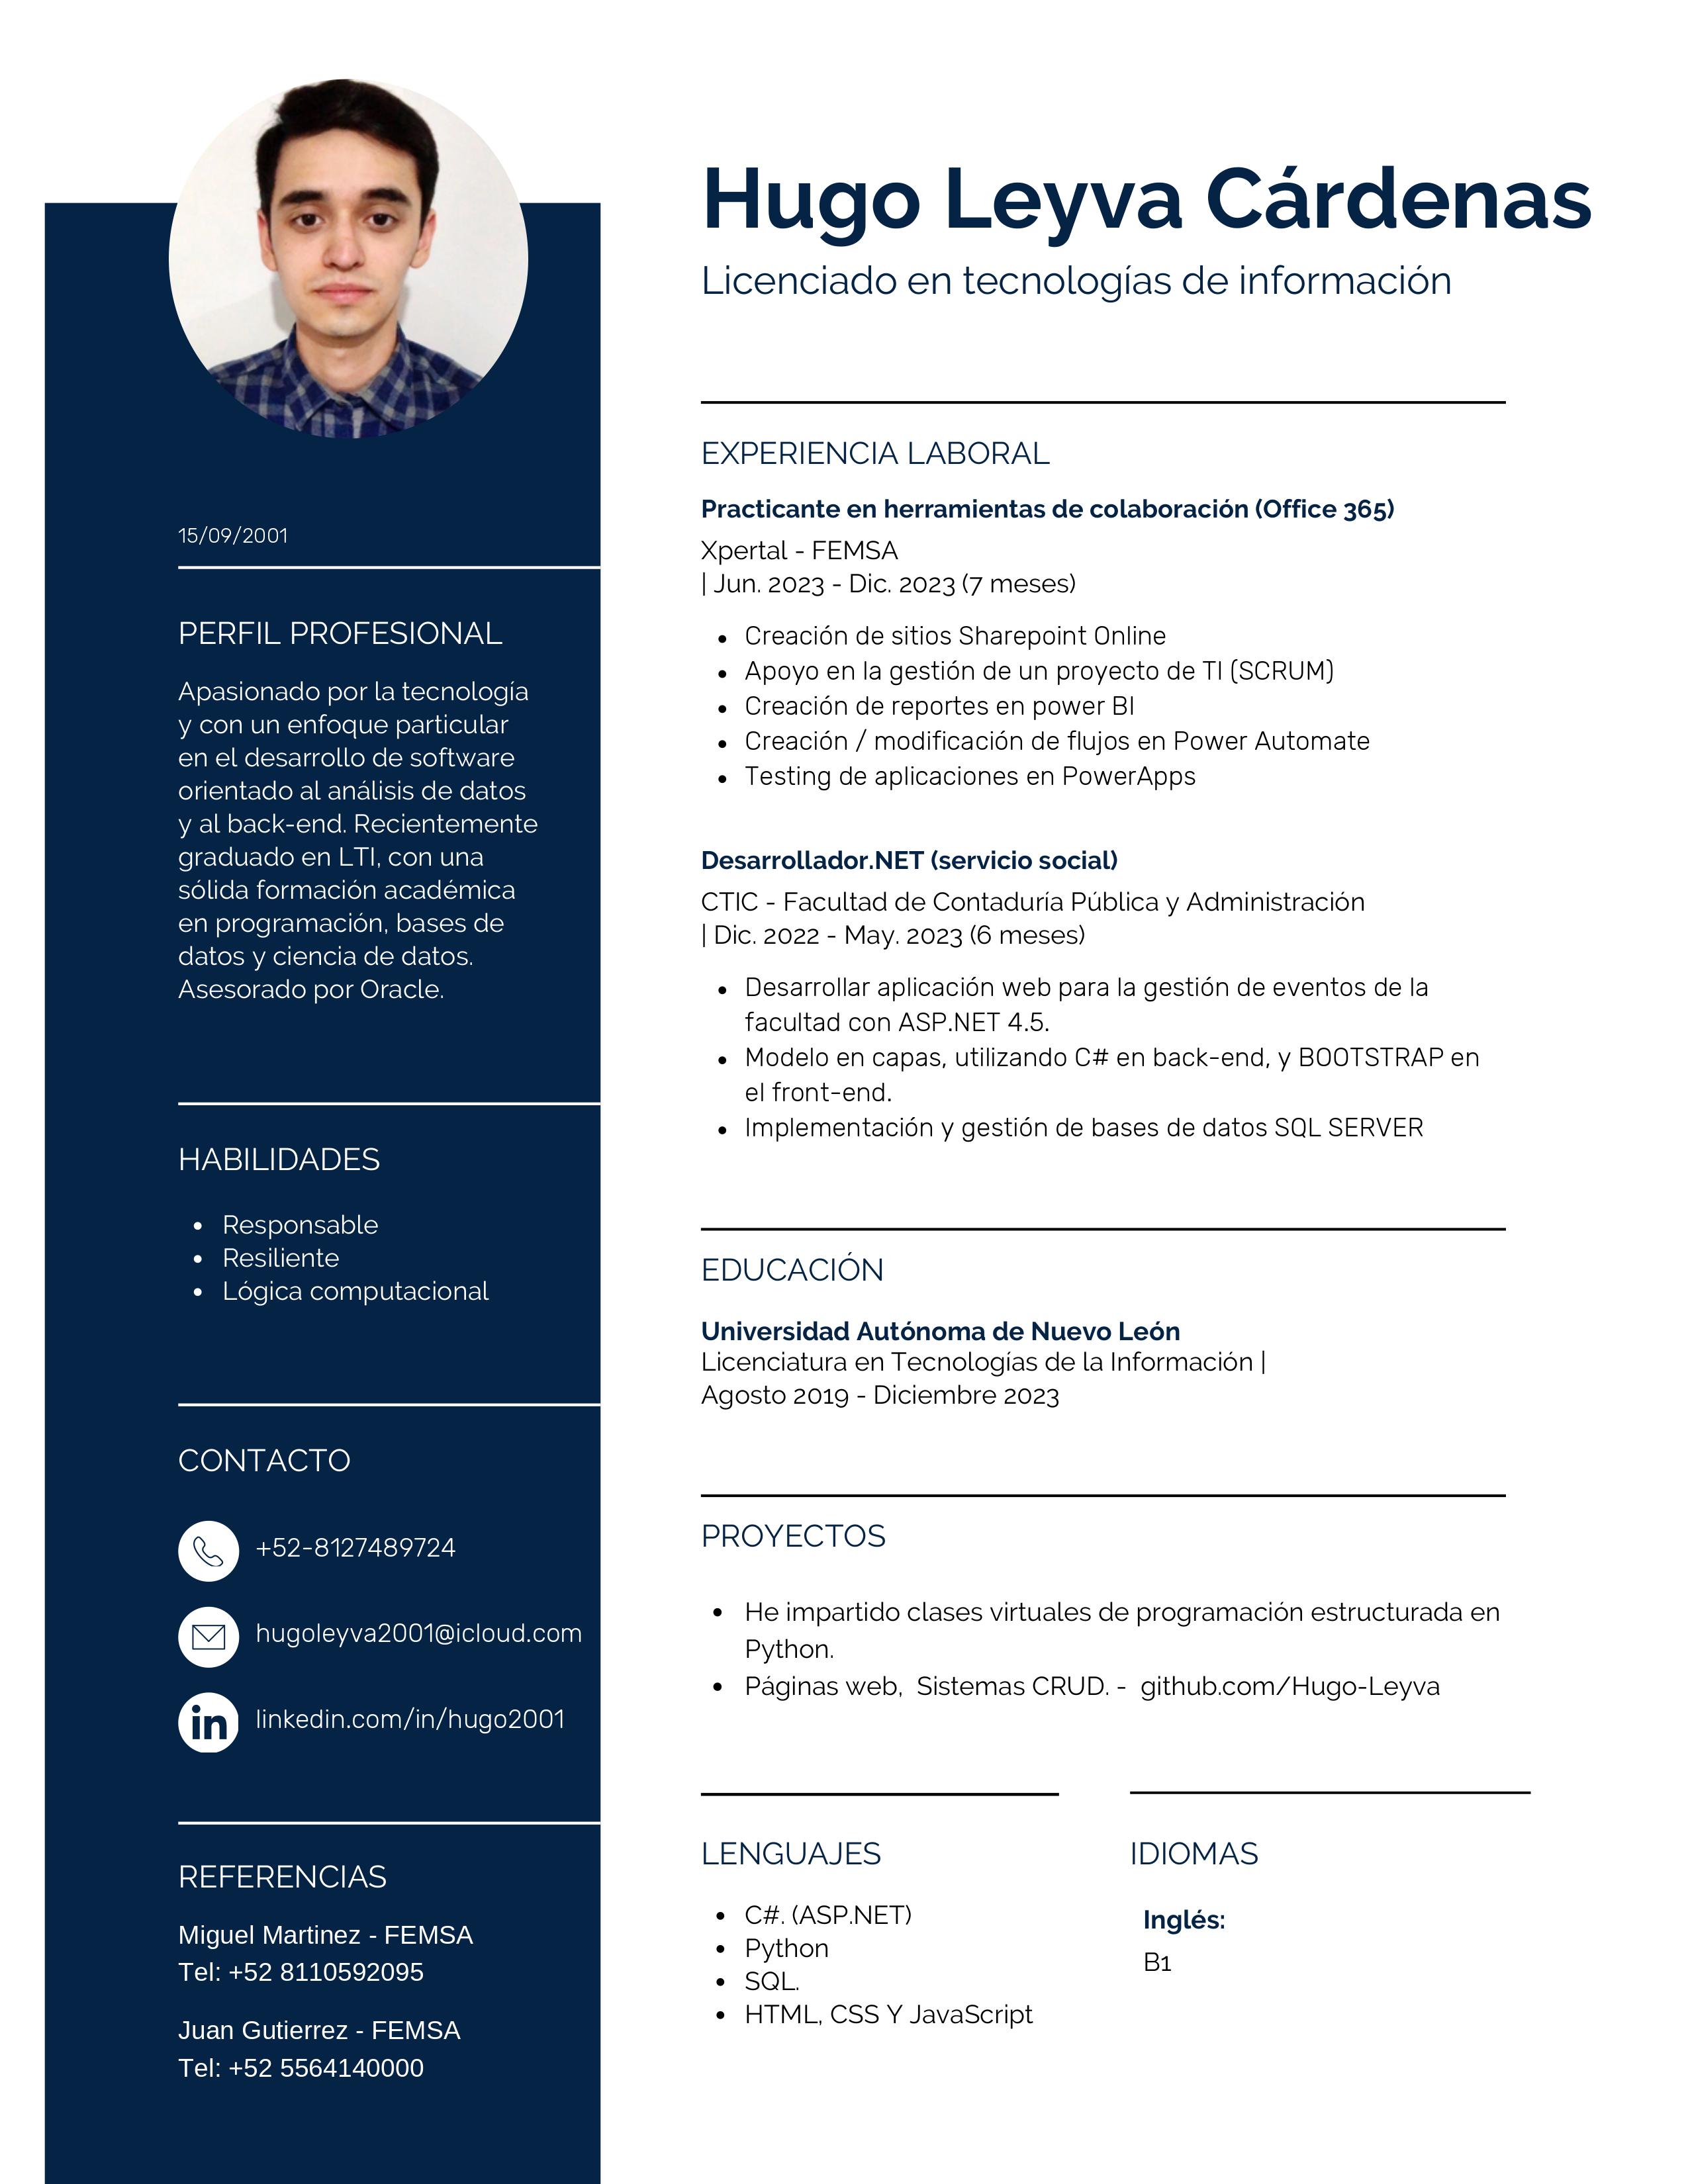 Hugo Leyva Cárdenas
Licenciado en tecnologías de información
15/09/2001
PERFIL PROFESIONAL
Apasionado por la tecnología
y con un enfoque particular
en el desarrollo de software
orientado al análisis de datos
y al back-end. Recientemente
graduado en LTI, con una
sólida formación académica
en programación, bases de
datos y ciencia de datos.
Asesorado por Oracle.
HABILIDADES
• Responsable
• Resiliente
• Lógica computacional
CONTACTO
+52-8127489724
hugoleyva2001@icloud.com
in linkedin.com/in/hugo2001
REFERENCIAS
Miguel Martinez - FEMSA
Tel: +52 8110592095
Juan Gutierrez - FEMSA
Tel: +52 5564140000
EXPERIENCIA LABORAL
Practicante en herramientas de colaboración (Office 365)
Xpertal - FEMSA
| Jun. 2023 - Dic. 2023 (7 meses)
• Creación de sitios Sharepoint Online
• Apoyo en la gestión de un proyecto de TI (SCRUM)
• Creación de reportes en power BI
• Creación / modificación de flujos en Power Automate
• Testing de aplicaciones en PowerApps
Desarrollador.NET (servicio social)
CTIC - Facultad de Contaduría Pública y Administración
| Dic. 2022 - May. 2023 (6 meses)
• Desarrollar aplicación web para la gestión de eventos de la
facultad con ASP.NET 4.5.
• Modelo en capas, utilizando C# en back-end, y BOOTSTRAP en
el front-end.
• Implementación y gestión de bases de datos SQL SERVER
EDUCACIÓN
Universidad Autónoma de Nuevo León
Licenciatura en Tecnologías de la Información |
Agosto 2019 - Diciembre 2023
PROYECTOS
• He impartido clases virtuales de programación estructurada en
Python.
• Páginas web, Sistemas CRUD. - github.com/Hugo-Leyva
LENGUAJES
• C#. (ASP.NET)
• Python
• SQL.
• HTML, CSS Y JavaScript
IDIOMAS
Inglés:
B1